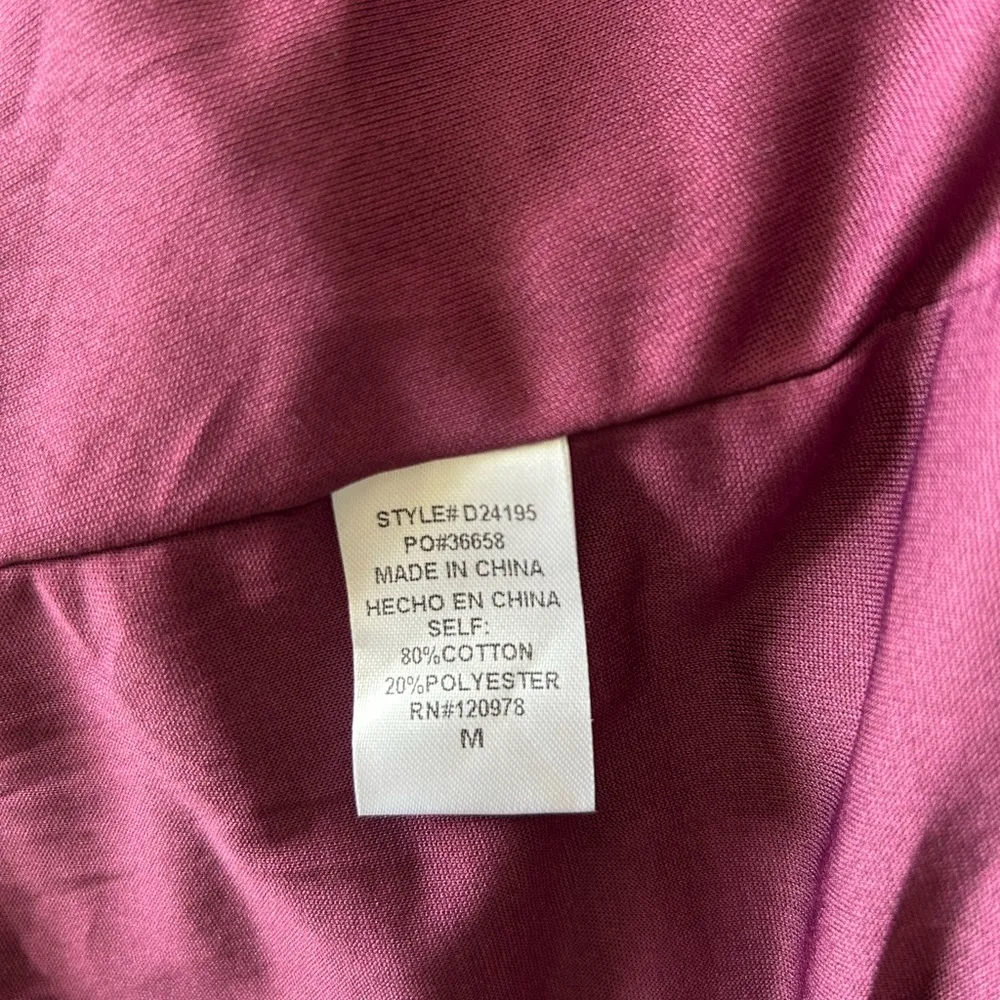 STYLE# D24195
PO#36658
MADE IN CHINA
HECHO EN CHINA
SELF:
80%COTTON
20%POLYESTER
RN#120978
M